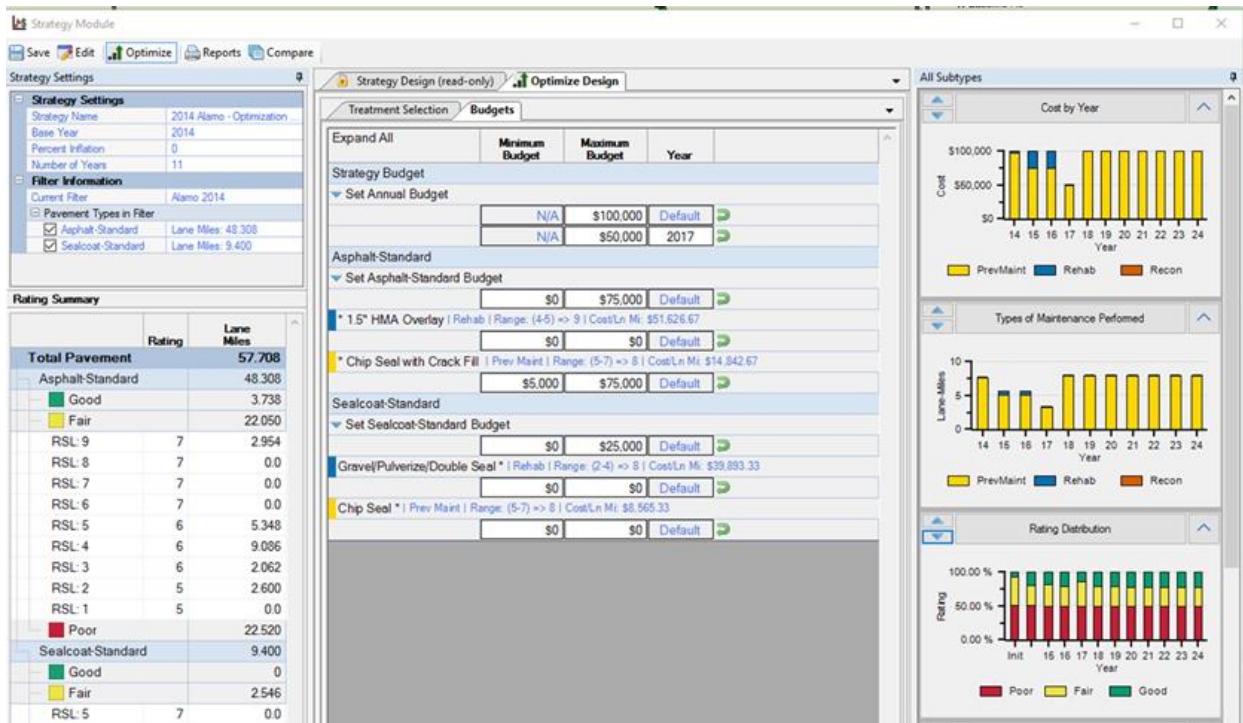 Strategy Module
Save Edit Optimize Reports Compare
Strategy Settings
Strategy Settings
Strategy Name 2014 Alamo - Optimization ...
Base Year 2014
Percent Inflation 0
Number of Years 11
Filter Information
Current Filter Alamo 2014
Pavement Types in Filter
Asphalt-Standard Lane Miles: 48.308
Sealcoat-Standard Lane Miles: 9.400
Rating Summary
Rating Lane Miles
Total Pavement 57.708
Asphalt-Standard 48.308
Good 3.738
Fair 22.050
RSL: 9 7 2.954
RSL: 8 7 0.0
RSL: 7 7 0.0
RSL: 6 7 0.0
RSL: 5 6 5.348
RSL: 4 6 9.086
RSL: 3 6 2.062
RSL: 2 5 2.600
RSL: 1 5 0.0
Poor 22.520
Sealcoat-Standard 9.400
Good 0
Fair 2.546
RSL: 5 7 0.0
Strategy Design (read-only) Optimize Design
Treatment Selection Budgets
Expand All Minimum Budget Maximum Budget Year
Strategy Budget
Set Annual Budget
N/A $100,000 Default
N/A $50,000 2017
Asphalt-Standard
Set Asphalt-Standard Budget
$0 $75,000 Default
* 1.5" HMA Overlay | Rehab | Range: (4-5) => 9 | Cost/Ln Mi: $51,626.67
$0 $0 Default
* Chip Seal with Crack Fill | Prev Maint | Range: (5-7) => 8 | Cost/Ln Mi: $14,842.67
$5,000 $75,000 Default
Sealcoat-Standard
Set Sealcoat-Standard Budget
$0 $25,000 Default
Gravel/Pulverize/Double Seal * | Rehab | Range: (2-4) => 8 | Cost/Ln Mi: $39,893.33
$0 $0 Default
Chip Seal * | Prev Maint | Range: (5-7) => 8 | Cost/Ln Mi: $8,565.33
$0 $0 Default
All Subtypes
Cost by Year
$100,000
$50,000
$0
Cost
14 15 16 17 18 19 20 21 22 23 24
Year
PrevMaint Rehab Recon
Types of Maintenance Performed
10
5
0
Lane-Miles
14 15 16 17 18 19 20 21 22 23 24
Year
PrevMaint Rehab Recon
Rating Distribution
100.00 %
50.00 %
0.00 %
Rating
Init 15 16 17 18 19 20 21 22 23 24
Year
Poor Fair Good